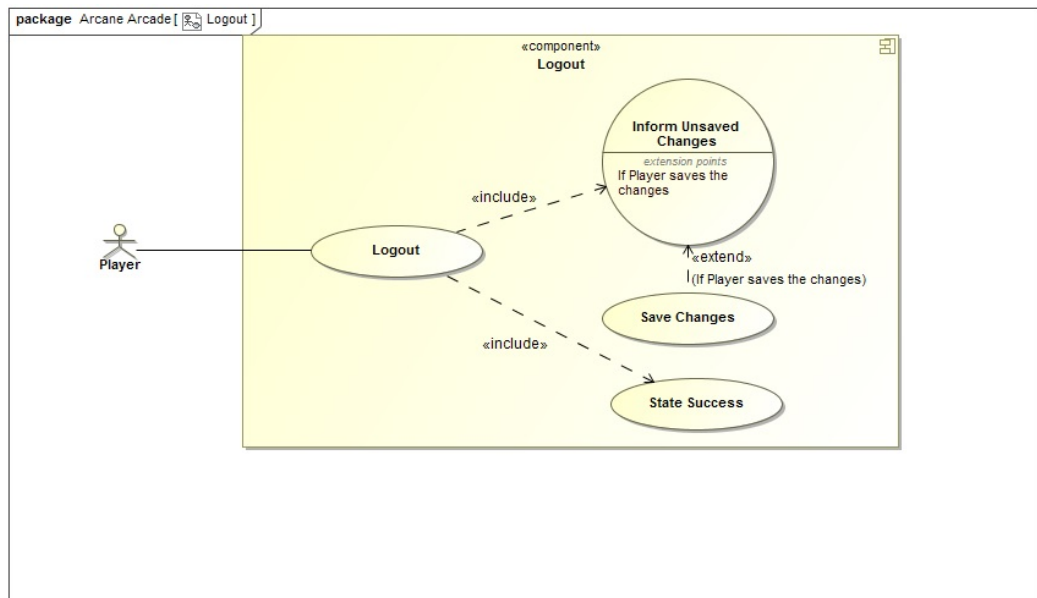 package Arcane Arcade [ Logout ]
«component»
Logout
Inform Unsaved
Changes
extension points
If Player saves the
changes
«include»
Logout
Player
«extend»
(If Player saves the changes)
Save Changes
«include»
State Success